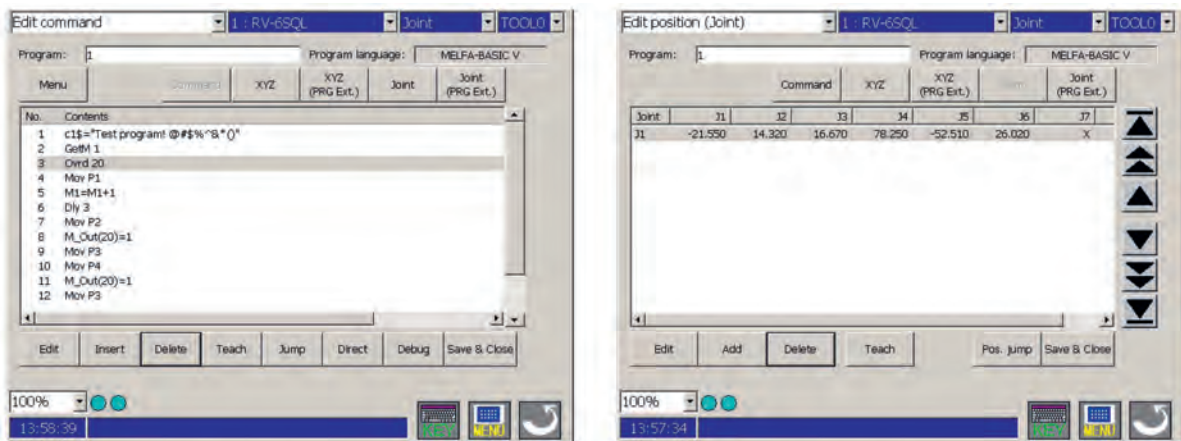 Edit command 1 : RV-6SQL Joint TOOL0
Program: 1 Program language: MELFA-BASIC V
Menu Command XYZ XYZ (PRG Ext.) Joint Joint (PRG Ext.)
No. Contents
1 c1$="Test program! @#$%^&*()"
2 GetM 1
3 Ovrd 20
4 Mov P1
5 M1=M1+1
6 Dly 3
7 Mov P2
8 M_Out(20)=1
9 Mov P3
10 Mov P4
11 M_Out(20)=1
12 Mov P3
Edit Insert Delete Teach Jump Direct Debug Save & Close
100%
13:58:39 KEY MENU
Edit position (Joint) 1 : RV-6SQL Joint TOOL0
Program: 1 Program language: MELFA-BASIC V
Command XYZ XYZ (PRG Ext.) Joint Joint (PRG Ext.)
Joint J1 J2 J3 J4 J5 J6 J7
J1 -21.550 14.320 16.670 78.250 -52.510 26.020 X
Edit Add Delete Teach Pos. jump Save & Close
100%
13:57:34 KEY MENU